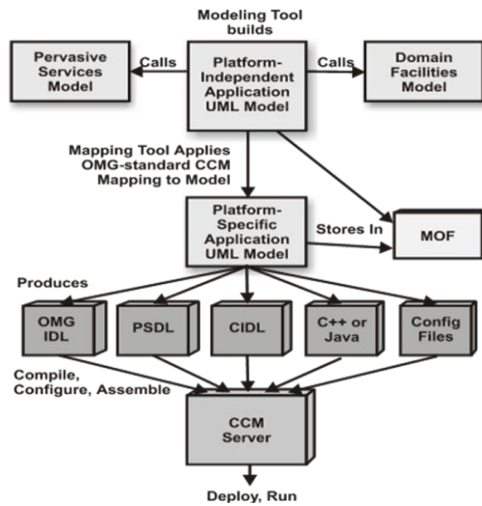 Modeling Tool
builds
Pervasive
Services
Model
Calls
Platform-
Independent
Application
UML Model
Calls
Domain
Facilities
Model
Mapping Tool Applies
OMG-standard CCM
Mapping to Model
Platform-
Specific
Application
UML Model
Stores In
MOF
Produces
OMG
IDL
PSDL
CIDL
C++ or
Java
Config
Files
Compile,
Configure, Assemble
CCM
Server
Deploy, Run